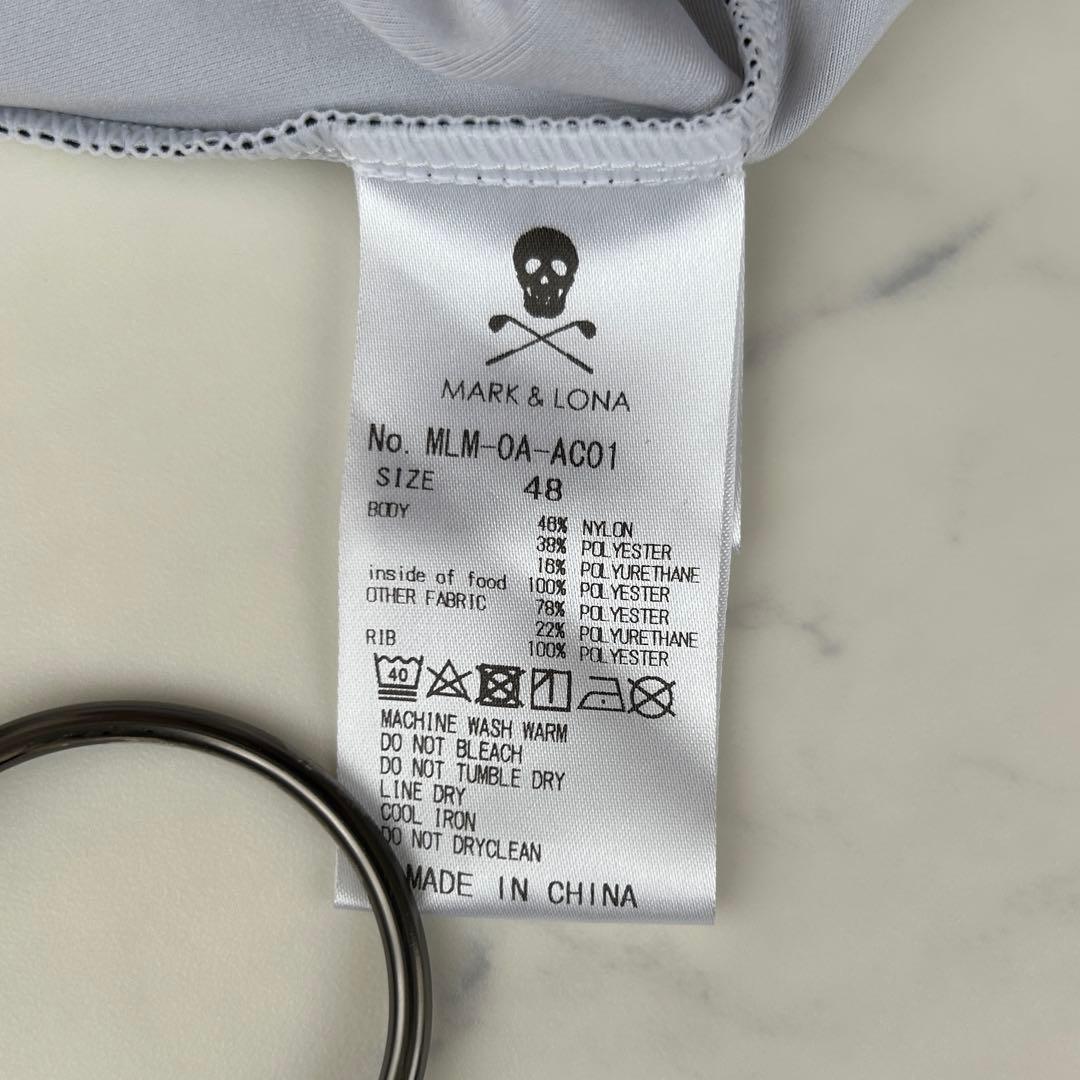 MARK & LONA
No. MLM-OA-AC01
SIZE 48
BODY 46% NYLON
38% POLYESTER
16% POLYURETHANE
inside of food 100% POLYESTER
OTHER FABRIC 78% POLYESTER
22% POLYURETHANE
RIB 100% POLYESTER
40
MACHINE WASH WARM
DO NOT BLEACH
DO NOT TUMBLE DRY
LINE DRY
COOL IRON
DO NOT DRYCLEAN
MADE IN CHINA